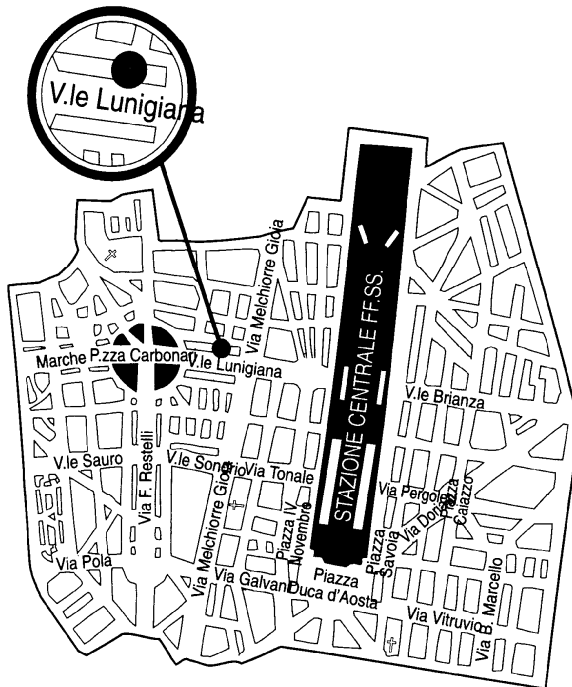 V.le Lunigiana
Via Melchiorre Gioia
STAZIONE CENTRALE FF.SS.
Marche
P.zza Carbonari
V.le Lunigiana
V.le Brianza
V.le Sauro
Via F. Restelli
V.le Sondrio
Via Tonale
Via Melchiorre Gioia
Piazza IV
Novembre
Via Pergolesi
Via Donat
Piazza
Caiazzo
Via Pola
Via Galvani
Piazza
Duca d'Aosta
Piazza
Savoia
Via Vitruvio
Via B. Marcello